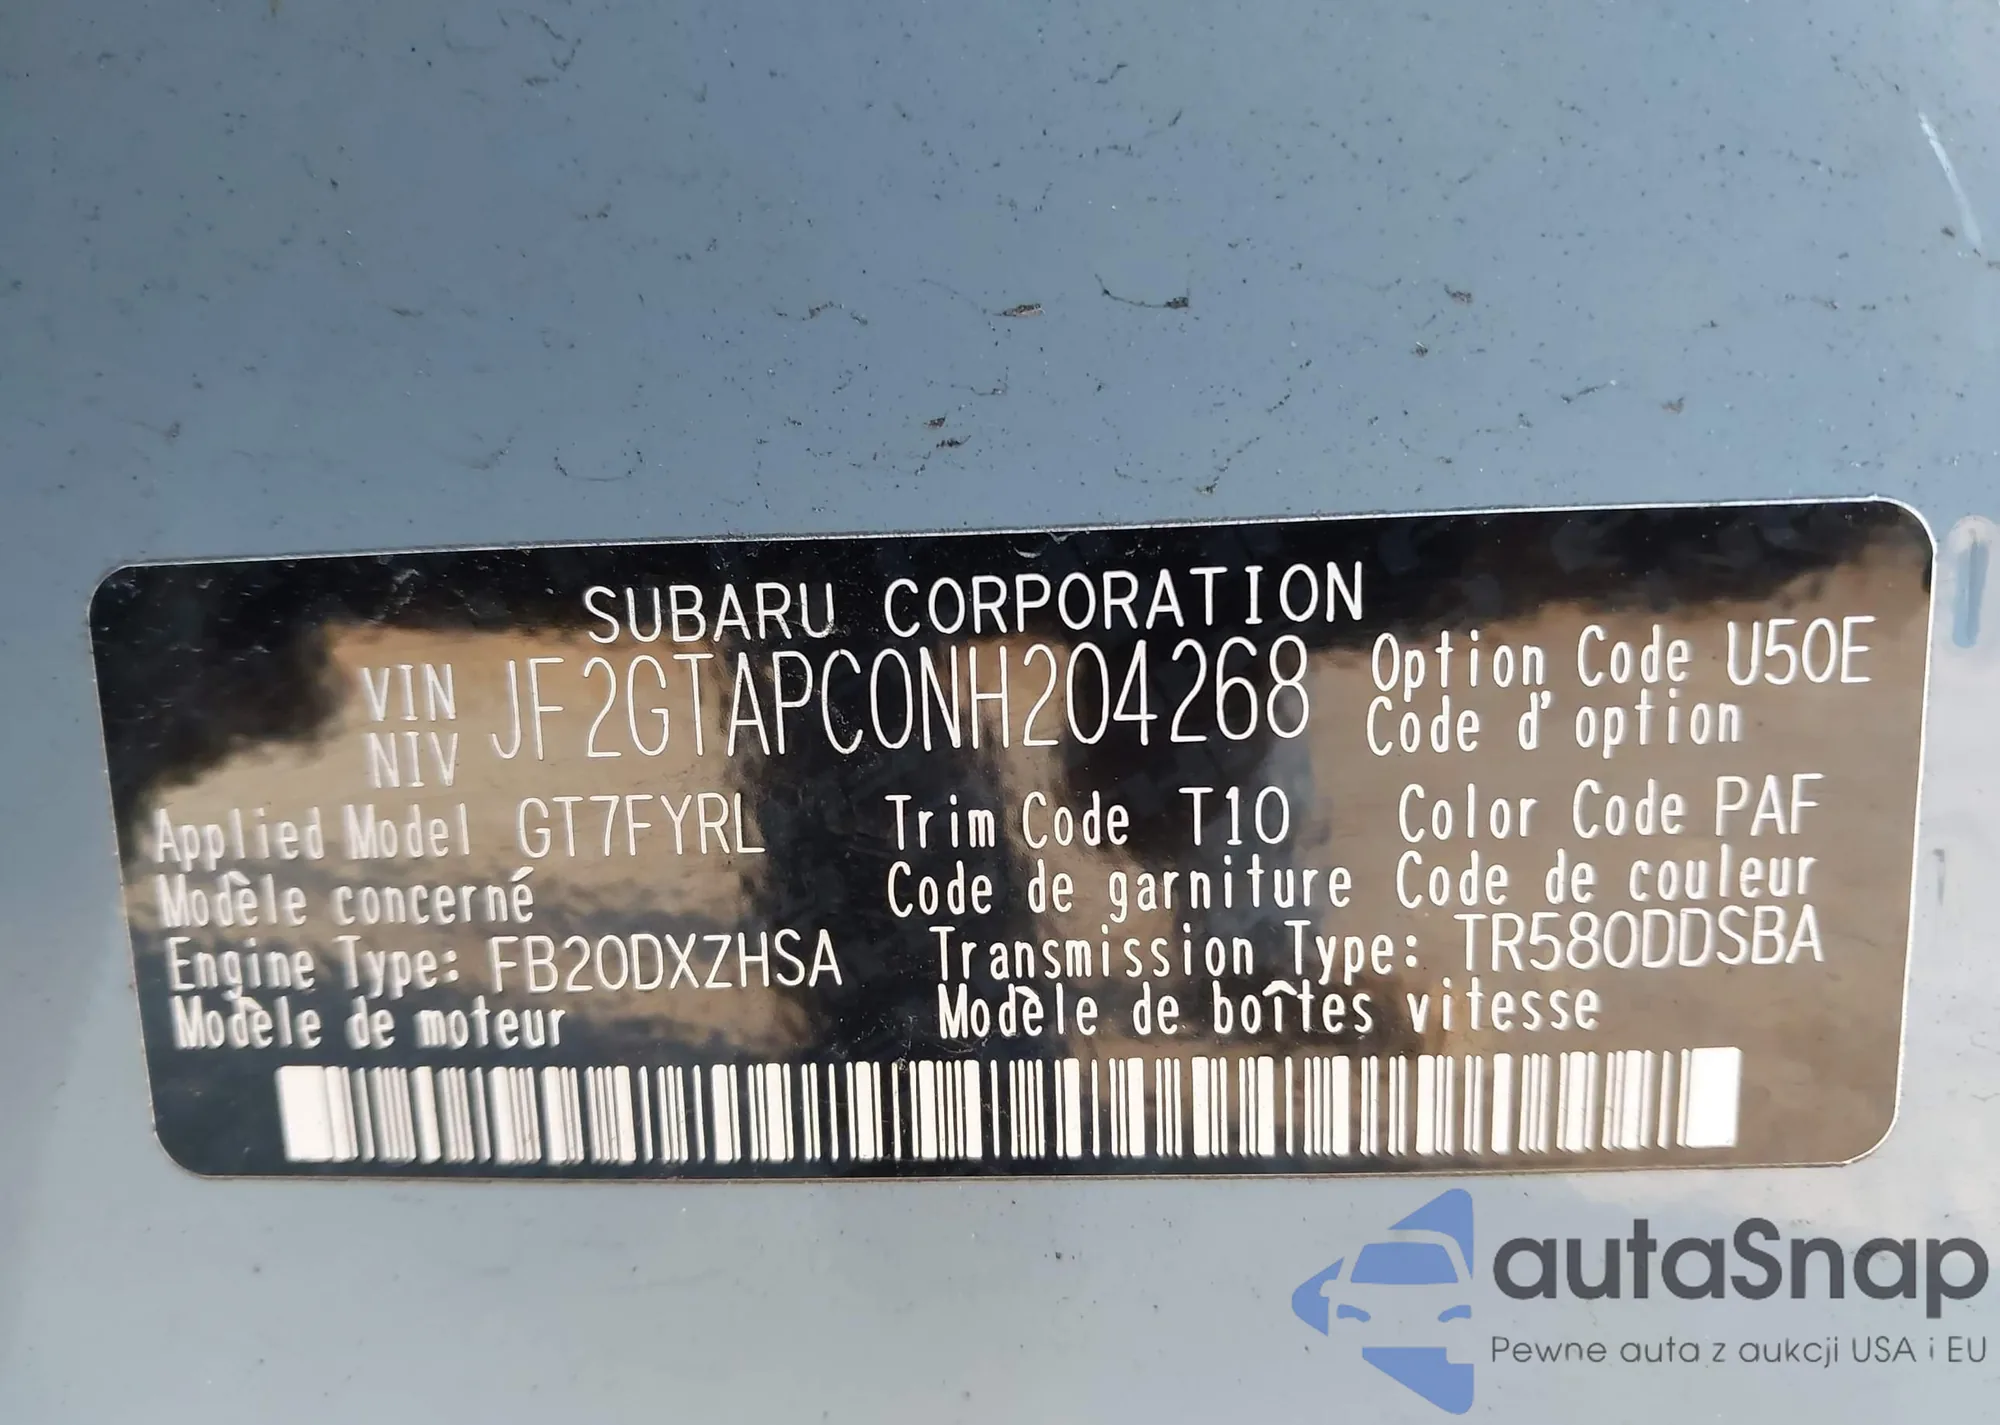 SUBARU CORPORATION
VIN JF2GTAPC0NH204268 Option Code U50E
NIV Code d'option
Applied Model GT7FYRL Trim Code T10 Color Code PAF
Modèle concerné Code de garniture Code de couleur
Engine Type: FB20DXZHSA Transmission Type: TR580DDSBA
Modèle de moteur Modèle de boîtes vitesse
autaSnap
Pewne auta z aukcji USA i EU